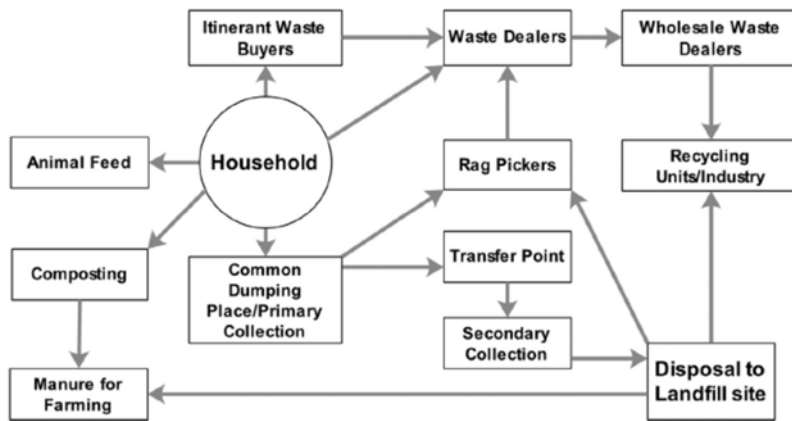 Itinerant Waste
Buyers
Waste Dealers
Wholesale Waste
Dealers
Animal Feed
Household
Rag Pickers
Recycling
Units/Industry
Composting
Common
Dumping
Place/Primary
Collection
Transfer Point
Secondary
Collection
Manure for
Farming
Disposal to
Landfill site